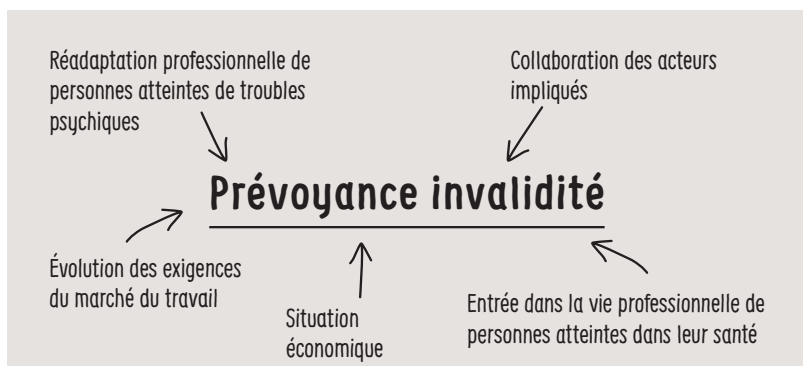 Réadaptation professionnelle de
personnes atteintes de troubles
psychiques
Collaboration des acteurs
impliqués
Prévoyance invalidité
Évolution des exigences
du marché du travail
Situation
économique
Entrée dans la vie professionnelle de
personnes atteintes dans leur santé